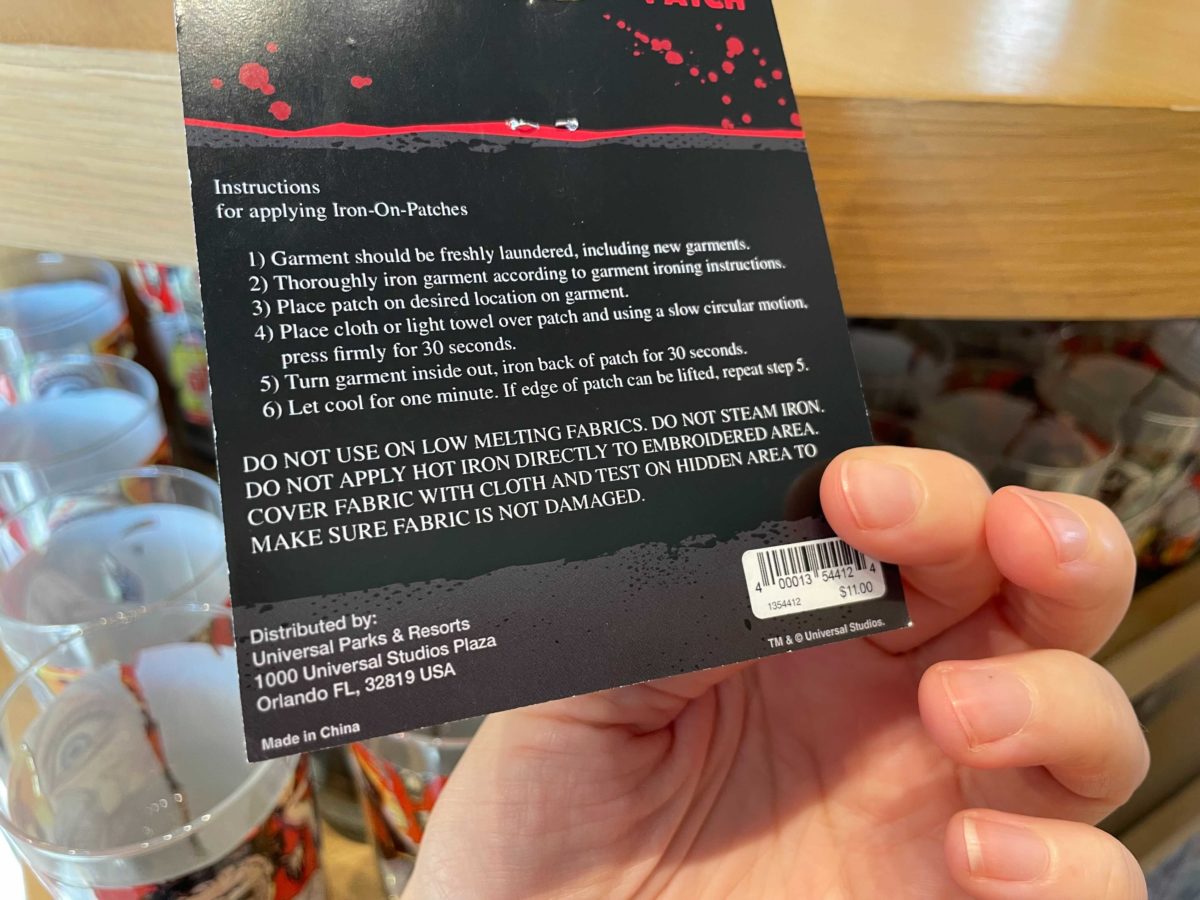 PATCH
Instructions
for applying Iron-On-Patches
1) Garment should be freshly laundered, including new garments.
2) Thoroughly iron garment according to garment ironing instructions.
3) Place patch on desired location on garment.
4) Place cloth or light towel over patch and using a slow circular motion,
press firmly for 30 seconds.
5) Turn garment inside out, iron back of patch for 30 seconds.
6) Let cool for one minute. If edge of patch can be lifted, repeat step 5.
DO NOT USE ON LOW MELTING FABRICS. DO NOT STEAM IRON.
DO NOT APPLY HOT IRON DIRECTLY TO EMBROIDERED AREA.
COVER FABRIC WITH CLOTH AND TEST ON HIDDEN AREA TO
MAKE SURE FABRIC IS NOT DAMAGED.
4 00013 54412 4
1354412 $11.00
TM & © Universal Studios.
Distributed by:
Universal Parks & Resorts
1000 Universal Studios Plaza
Orlando FL, 32819 USA
Made in China